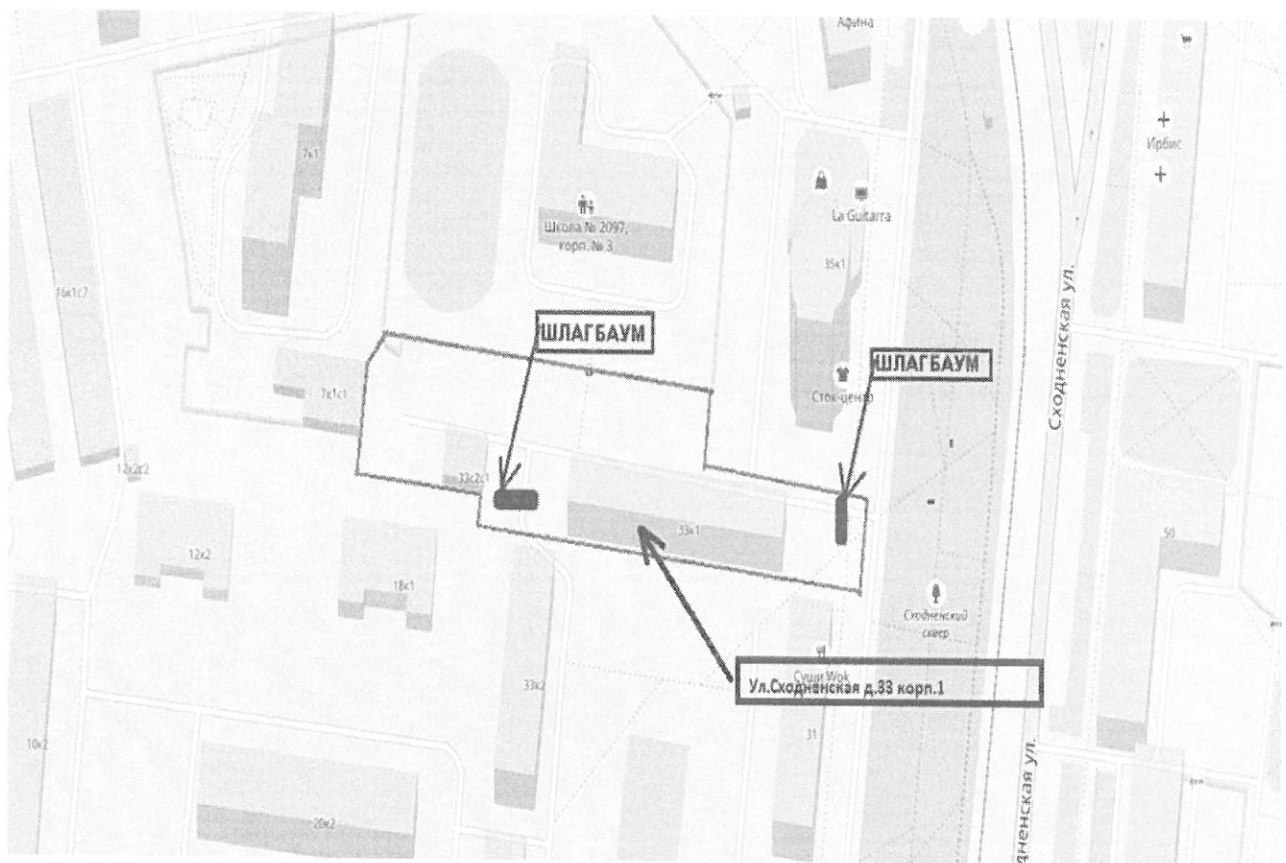 Афина
Ирбис
7к1
La Guitarra
Школа № 2097,
корп. № 3
35к1
16к1с7
Сходненская ул.
ШЛАГБАУМ
ШЛАГБАУМ
7к1с1
Сток-центр
12к2с2
33с2с1
33к1
50
12к2
18к1
Сходненский
сквер
Суши Wok
Ул.Сходненская д.33 корп.1
33к2
31
10к2
20к2
дненская ул.